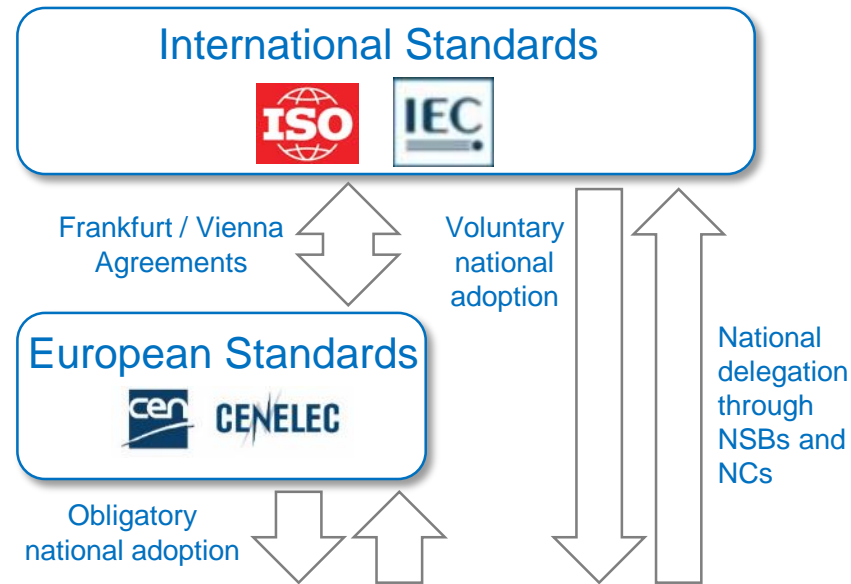 International Standards
ISO
IEC
Frankfurt / Vienna
Agreements
Voluntary
national
adoption
European Standards
cen
CENELEC
National
delegation
through
NSBs and
NCs
Obligatory
national adoption